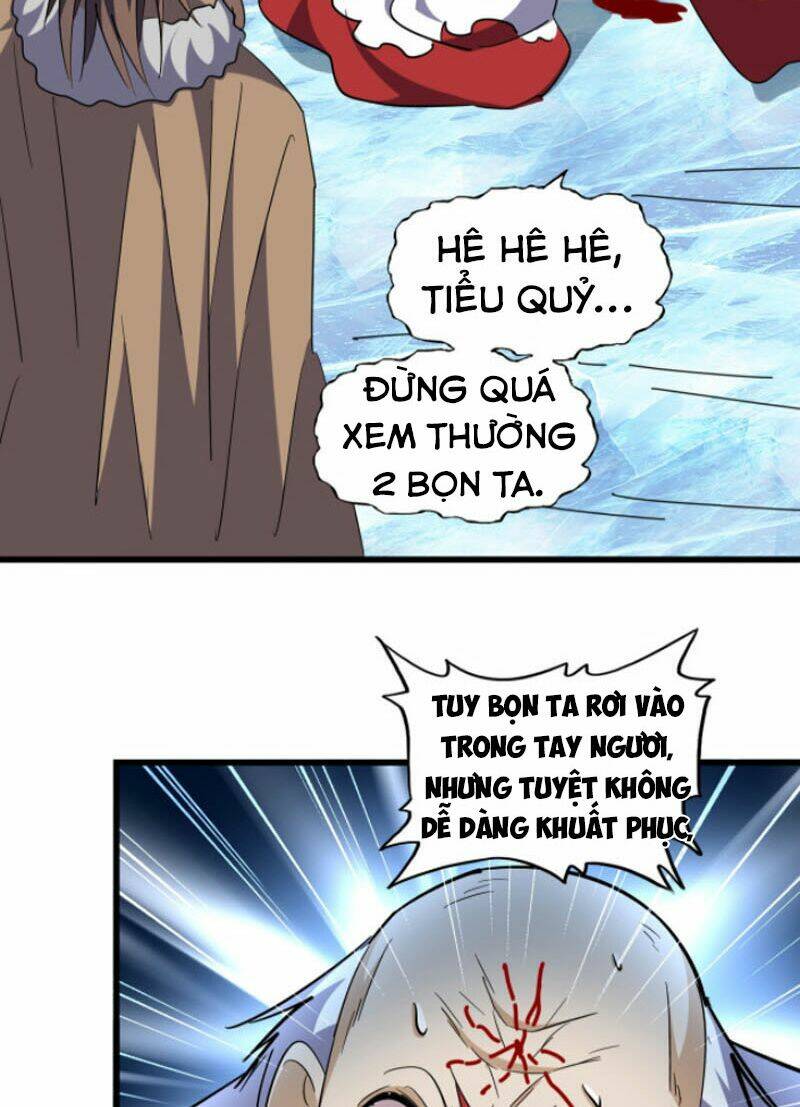 HÊ HÊ HÊ,
TIỂU QUỶ...
ĐỪNG QUÁ
XEM THƯỜNG
2 BỌN TA.
TUY BỌN TA RƠI VÀO
TRONG TAY NGƯƠI,
NHƯNG TUYỆT KHÔNG
DỄ DÀNG KHUẤT PHỤC,